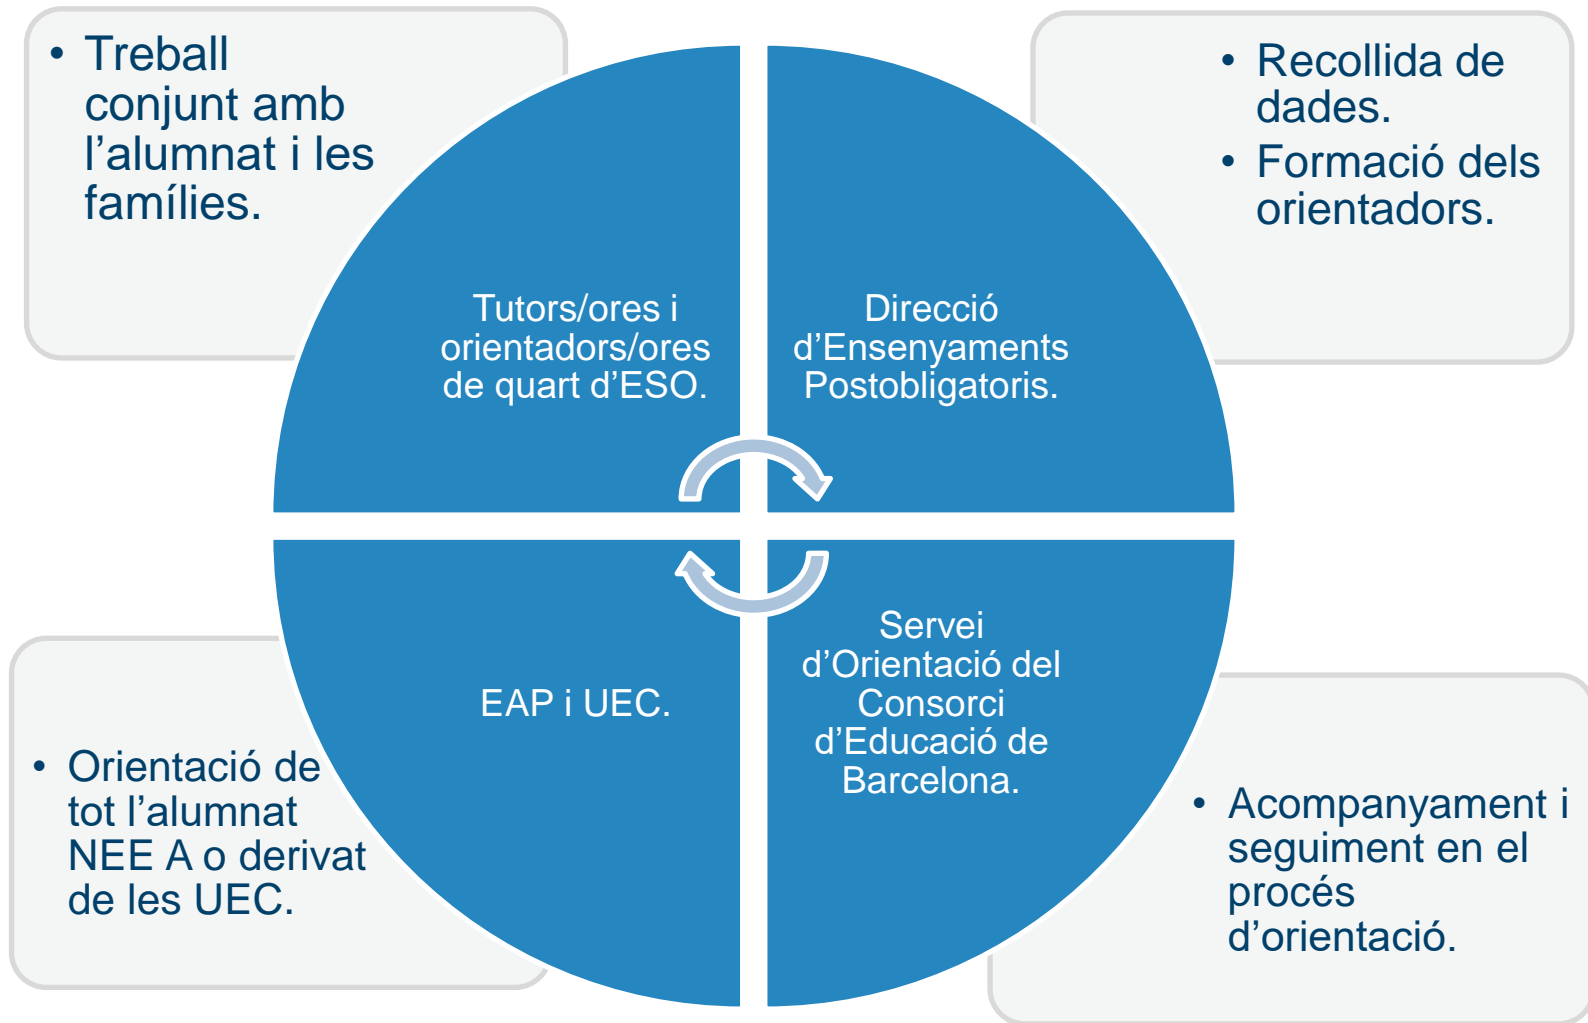 • Treball
conjunt amb
l’alumnat i les
famílies.
• Recollida de
dades.
• Formació dels
orientadors.
Tutors/ores i
orientadors/ores
de quart d’ESO.
Direcció
d’Ensenyaments
Postobligatoris.
EAP i UEC.
Servei
d’Orientació del
Consorci
d’Educació de
Barcelona.
• Orientació de
tot l’alumnat
NEE A o derivat
de les UEC.
• Acompanyament i
seguiment en el
procés
d’orientació.